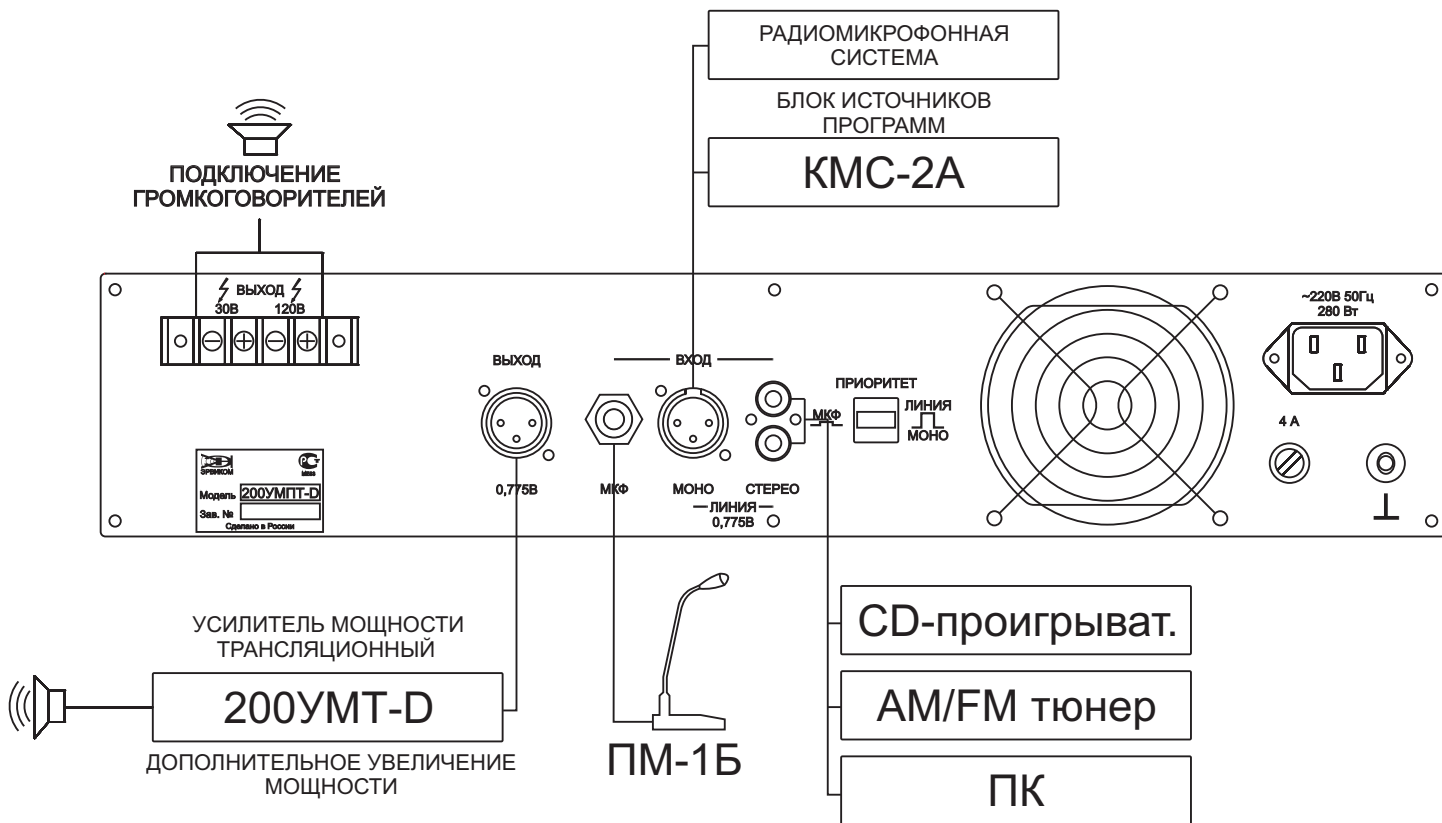 РАДИОМИКРОФОННАЯ
СИСТЕМА
БЛОК ИСТОЧНИКОВ
ПРОГРАММ
КМС-2А
ПОДКЛЮЧЕНИЕ
ГРОМКОГОВОРИТЕЛЕЙ
ВЫХОД
30В 120В
~220В 50Гц
280 Вт
ВЫХОД
ВХОД
ПРИОРИТЕТ
МКФ
ЛИНИЯ
МОНО
4 А
ЭРВИКОМ
Модель 200УМПТ-D
Зав. №
Сделано в России
0,775В
МКФ
МОНО
СТЕРЕО
ЛИНИЯ
0,775В
УСИЛИТЕЛЬ МОЩНОСТИ
ТРАНСЛЯЦИОННЫЙ
200УМТ-D
ДОПОЛНИТЕЛЬНОЕ УВЕЛИЧЕНИЕ
МОЩНОСТИ
ПМ-1Б
CD-проигрыват.
AM/FM тюнер
ПК